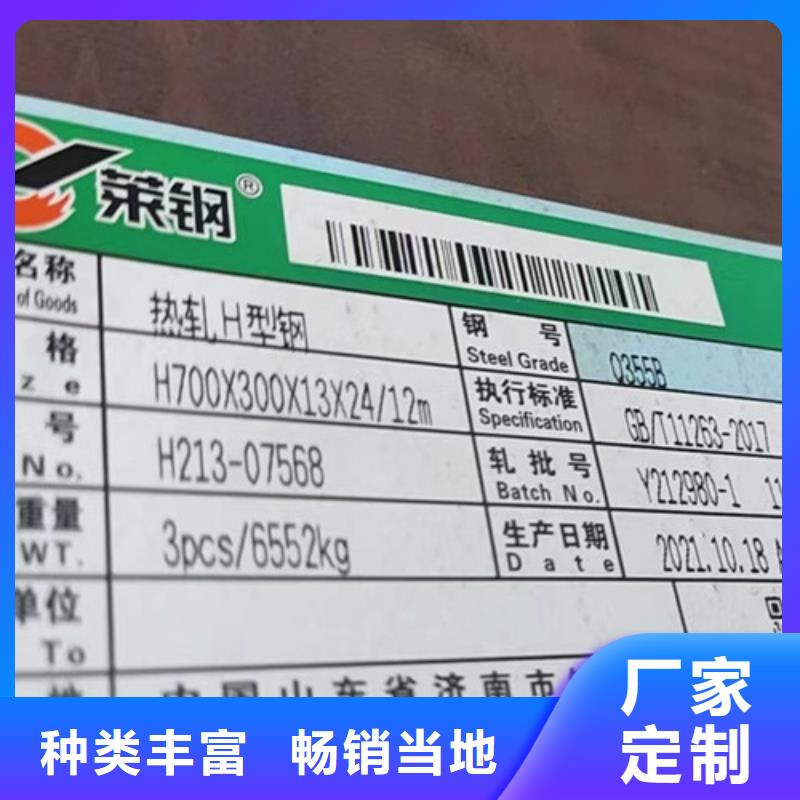 莱钢®
名称
of Goods
热轧H型钢
钢 号
Steel Grade
Q355B
格
ze
H700X300X13X24/12m
执行标准
Specification
GB/T11263-2017
号
No.
H213-07568
轧批号
Batch No.
Y212980-1
重量
WT.
3pcs/6552kg
生产日期
Date
2021.10.18
单位
To
中国山东省济南市
厂家
定制
种类丰富 畅销当地